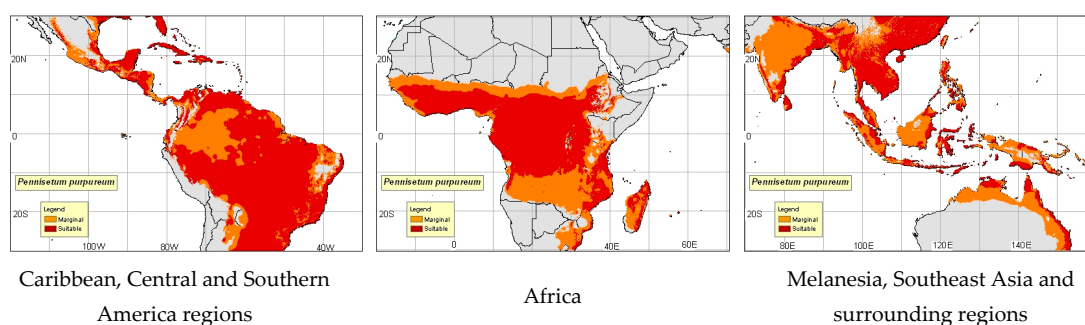 20N
0
20S
Pennisetum purpureum
Legend
Marginal
Suitable
100W
80W
60W
40W
20N
0
20S
Pennisetum purpureum
Legend
Marginal
Suitable
0
20E
40E
60E
20N
0
20S
Pennisetum purpureum
Legend
Marginal
Suitable
80E
100E
120E
140E
Caribbean, Central and Southern
America regions
Africa
Melanesia, Southeast Asia and
surrounding regions